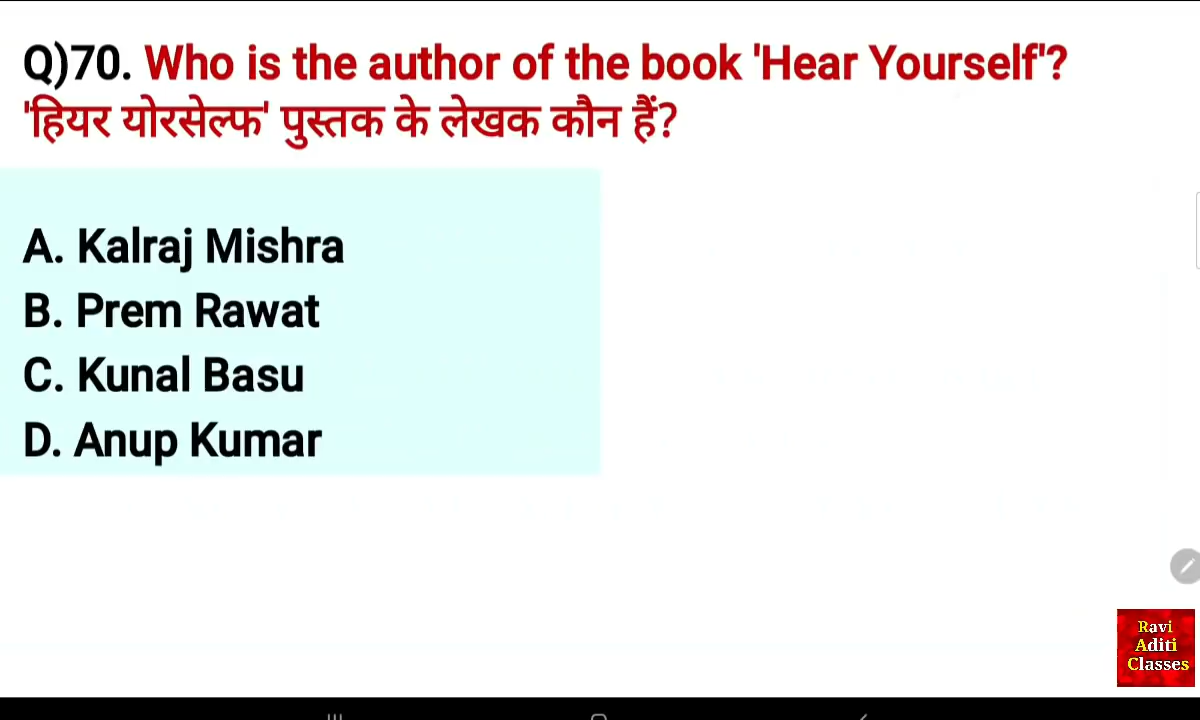 Q)70. Who is the author of the book 'Hear Yourself'?
'हियर योरसेल्फ' पुस्तक के लेखक कौन हैं?
A. Kalraj Mishra
B. Prem Rawat
C. Kunal Basu
D. Anup Kumar
Ravi
Aditi
Classes